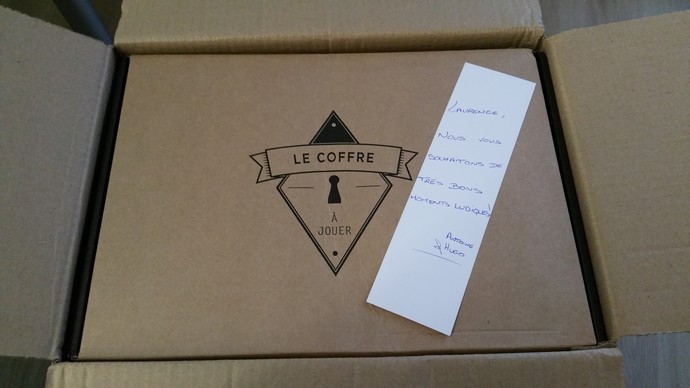 LE COFFRE
À
JOUER
LAURENCE,
NOUS VOUS
SOUHAITONS DE
TRÈS BONS
MOMENTS LUDIQUES!
ANTOINE
& HUGO